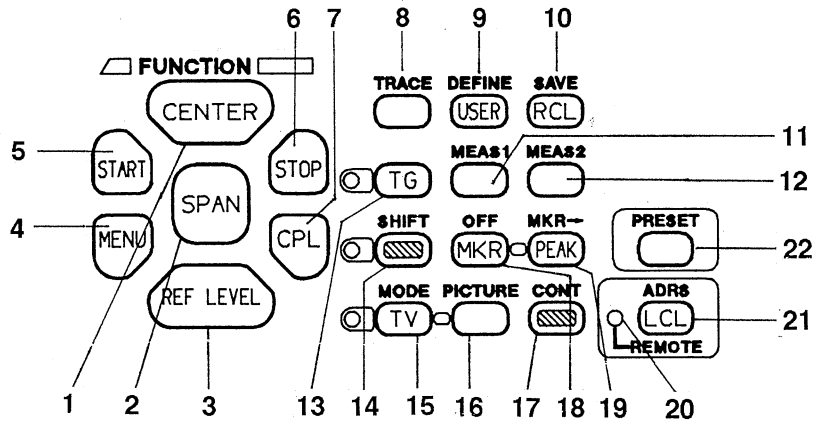 6 7 8 9 10
FUNCTION
TRACE DEFINE SAVE
CENTER USER RCL
11
5 START STOP MEAS1 MEAS2
TG 12
SPAN
4 SHIFT OFF MKR→ PRESET
MENU CPL MKR PEAK
22
REF LEVEL MODE PICTURE CONT ADRS
TV LCL 21
REMOTE
1 2 3 13 14 15 16 17 18 19 20